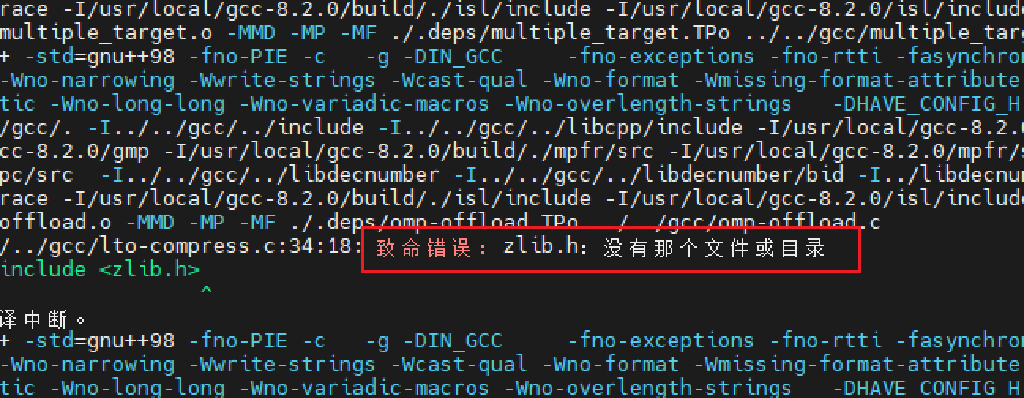 race -I/usr/local/gcc-8.2.0/build/./isl/include -I/usr/local/gcc-8.2.0/isl/includ
multiple_target.o -MMD -MP -MF ./.deps/multiple_target.TPo ../../gcc/multiple_targ
+ -std=gnu++98 -fno-PIE -c -g -DIN_GCC -fno-exceptions -fno-rtti -fasynchron
-Wno-narrowing -Wwrite-strings -Wcast-qual -Wno-format -Wmissing-format-attribute
tic -Wno-long-long -Wno-variadic-macros -Wno-overlength-strings -DHAVE_CONFIG_H
/gcc/. -I../../gcc/../include -I../../gcc/../libcpp/include -I/usr/local/gcc-8.2.0
cc-8.2.0/gmp -I/usr/local/gcc-8.2.0/build/./mpfr/src -I/usr/local/gcc-8.2.0/mpfr/s
pc/src -I../../gcc/../libdecnumber -I../../gcc/../libdecnumber/bid -I../libdecnum
race -I/usr/local/gcc-8.2.0/build/./isl/include -I/usr/local/gcc-8.2.0/isl/includ
offload.o -MMD -MP -MF ./.deps/omp-offload.TPo ../../gcc/omp-offload.c
/../gcc/lto-compress.c:34:18: 致命错误：zlib.h：没有那个文件或目录
include <zlib.h>
^
译中断。
+ -std=gnu++98 -fno-PIE -c -g -DIN_GCC -fno-exceptions -fno-rtti -fasynchron
-Wno-narrowing -Wwrite-strings -Wcast-qual -Wno-format -Wmissing-format-attribute
tic -Wno-long-long -Wno-variadic-macros -Wno-overlength-strings -DHAVE_CONFIG_H